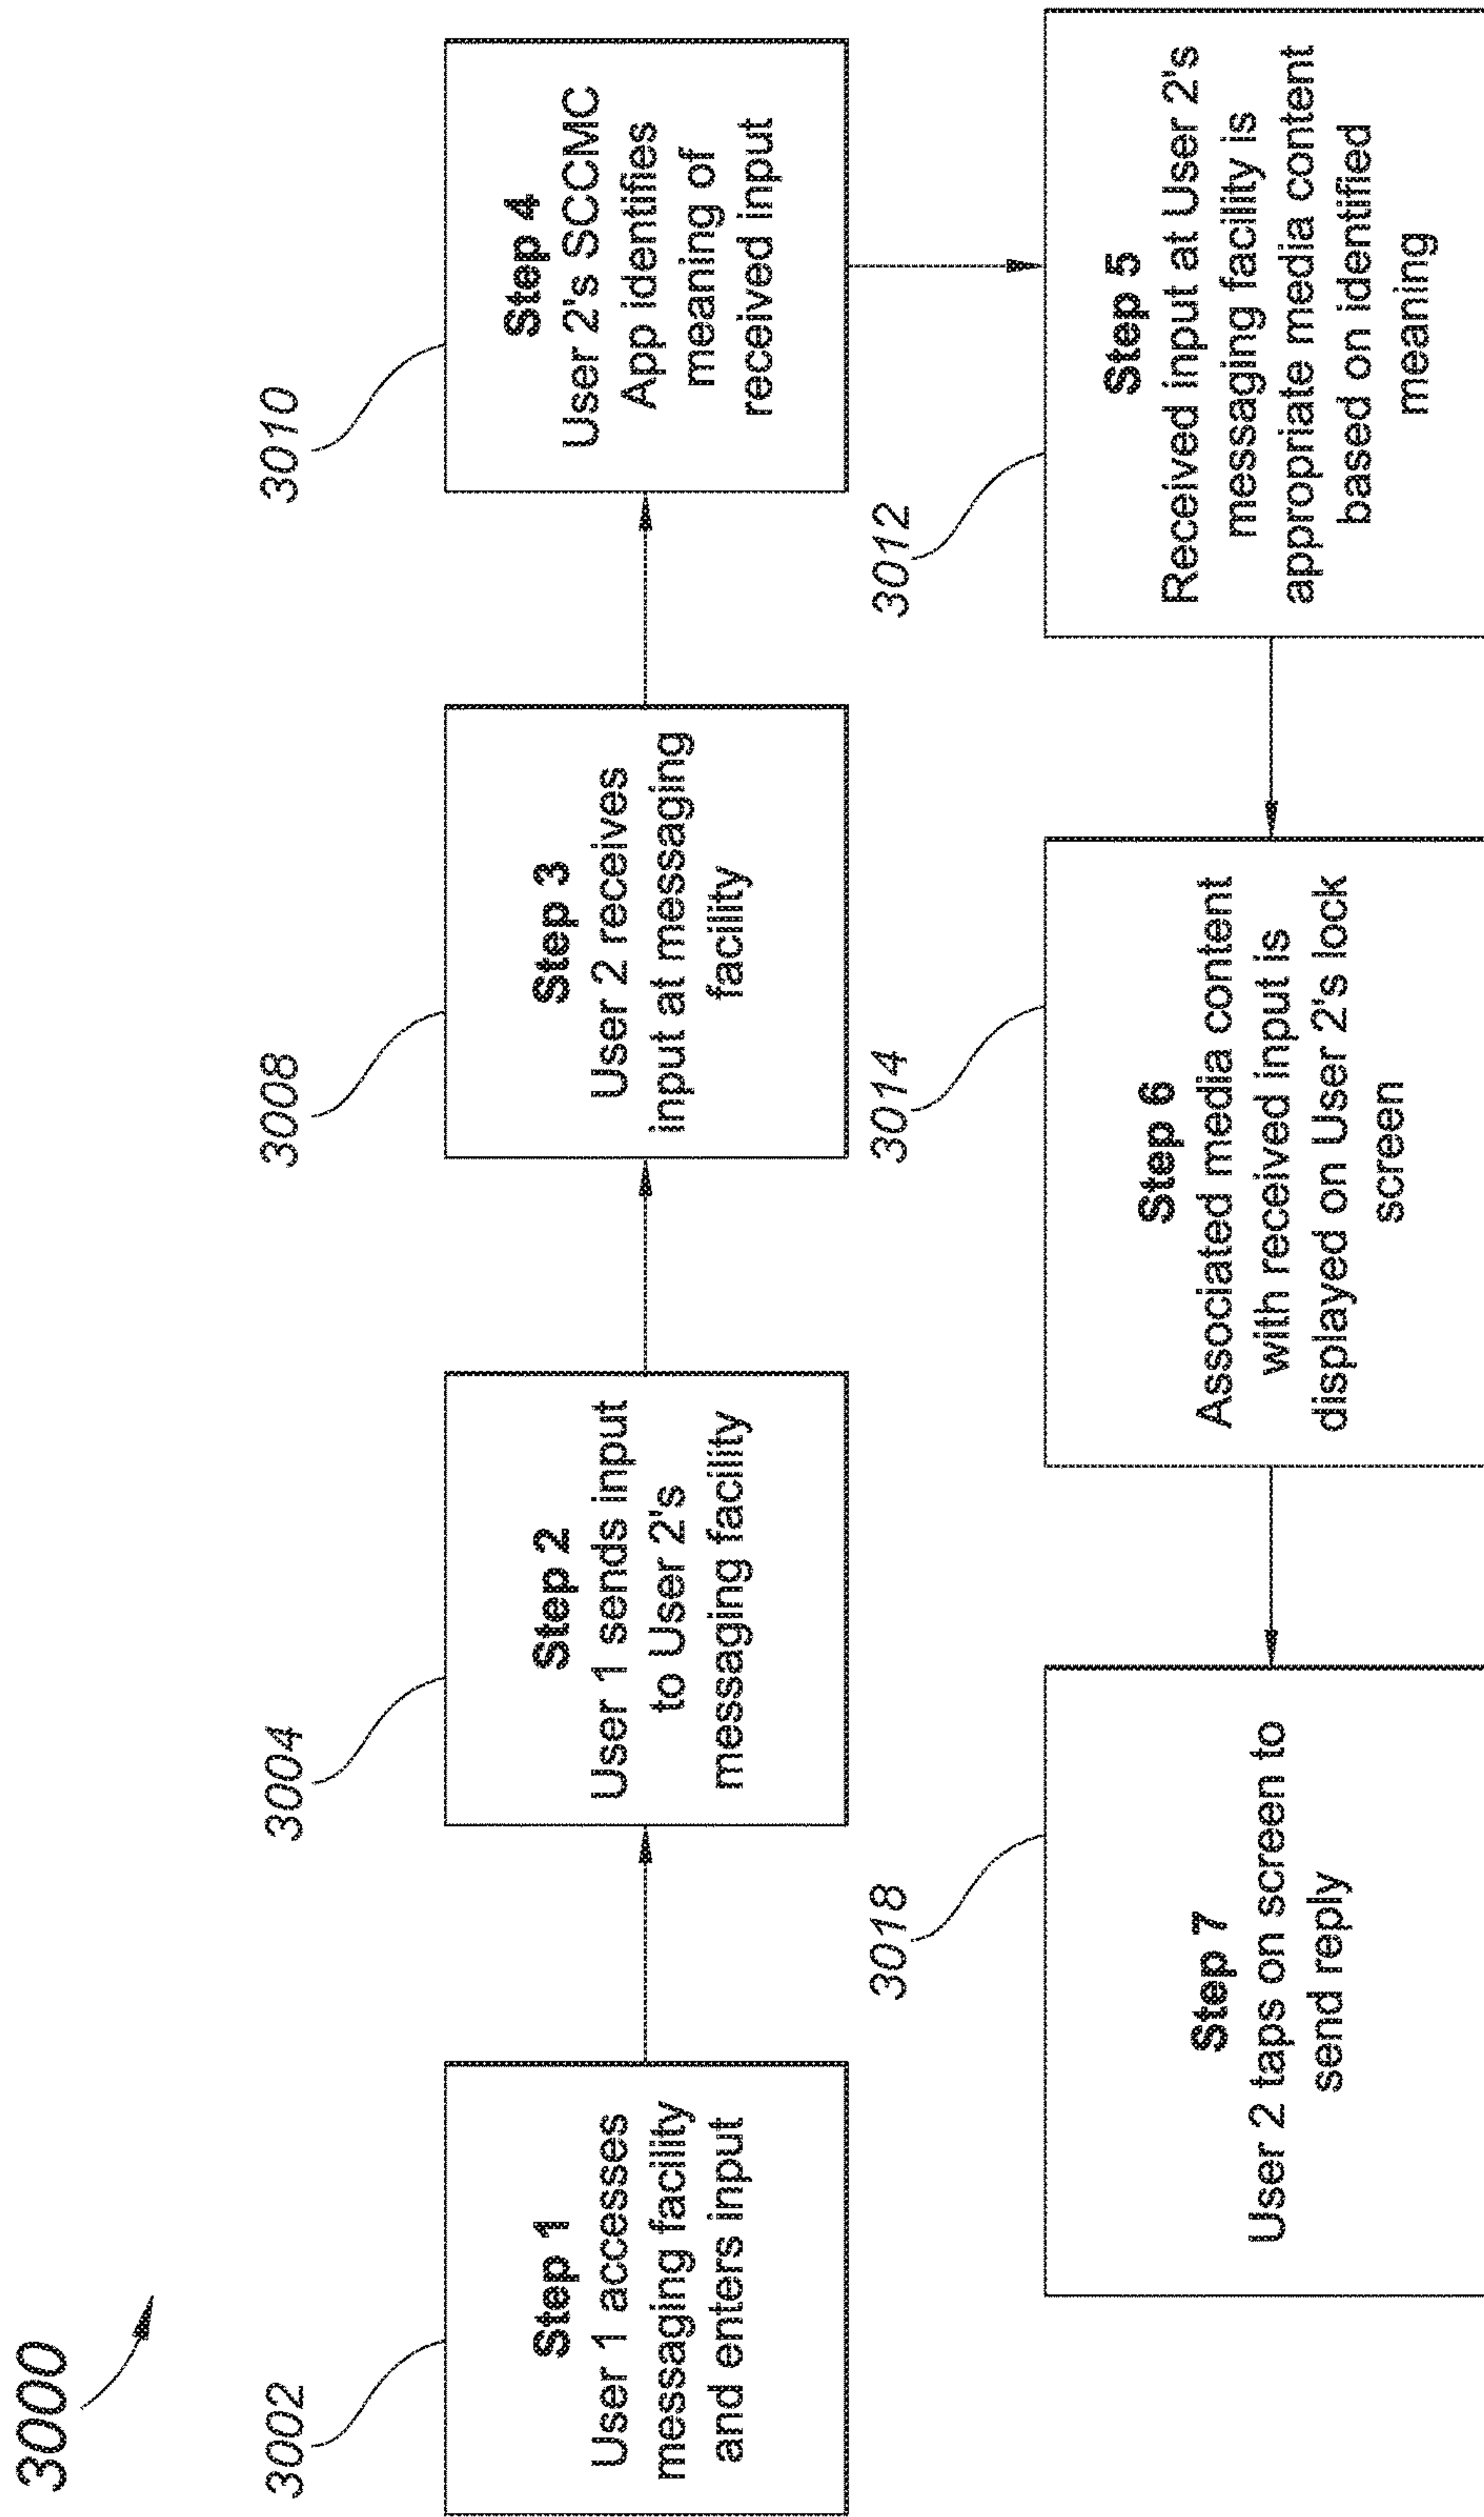 3000
3002
Step 1
User 1 accesses
messaging facility
and enters input
3004
Step 2
User 1 sends input
to User 2's
messaging facility
3008
Step 3
User 2 receives
input at messaging
facility
3010
Step 4
User 2's SCCMC
App identifies
meaning of
received input
3012
Step 5
Received input at User 2's
messaging facility is
appropriate media content
based on identified
meaning
3014
Step 6
Associated media content
with received input is
displayed on User 2's lock
screen
3018
Step 7
User 2 taps on screen to
send reply